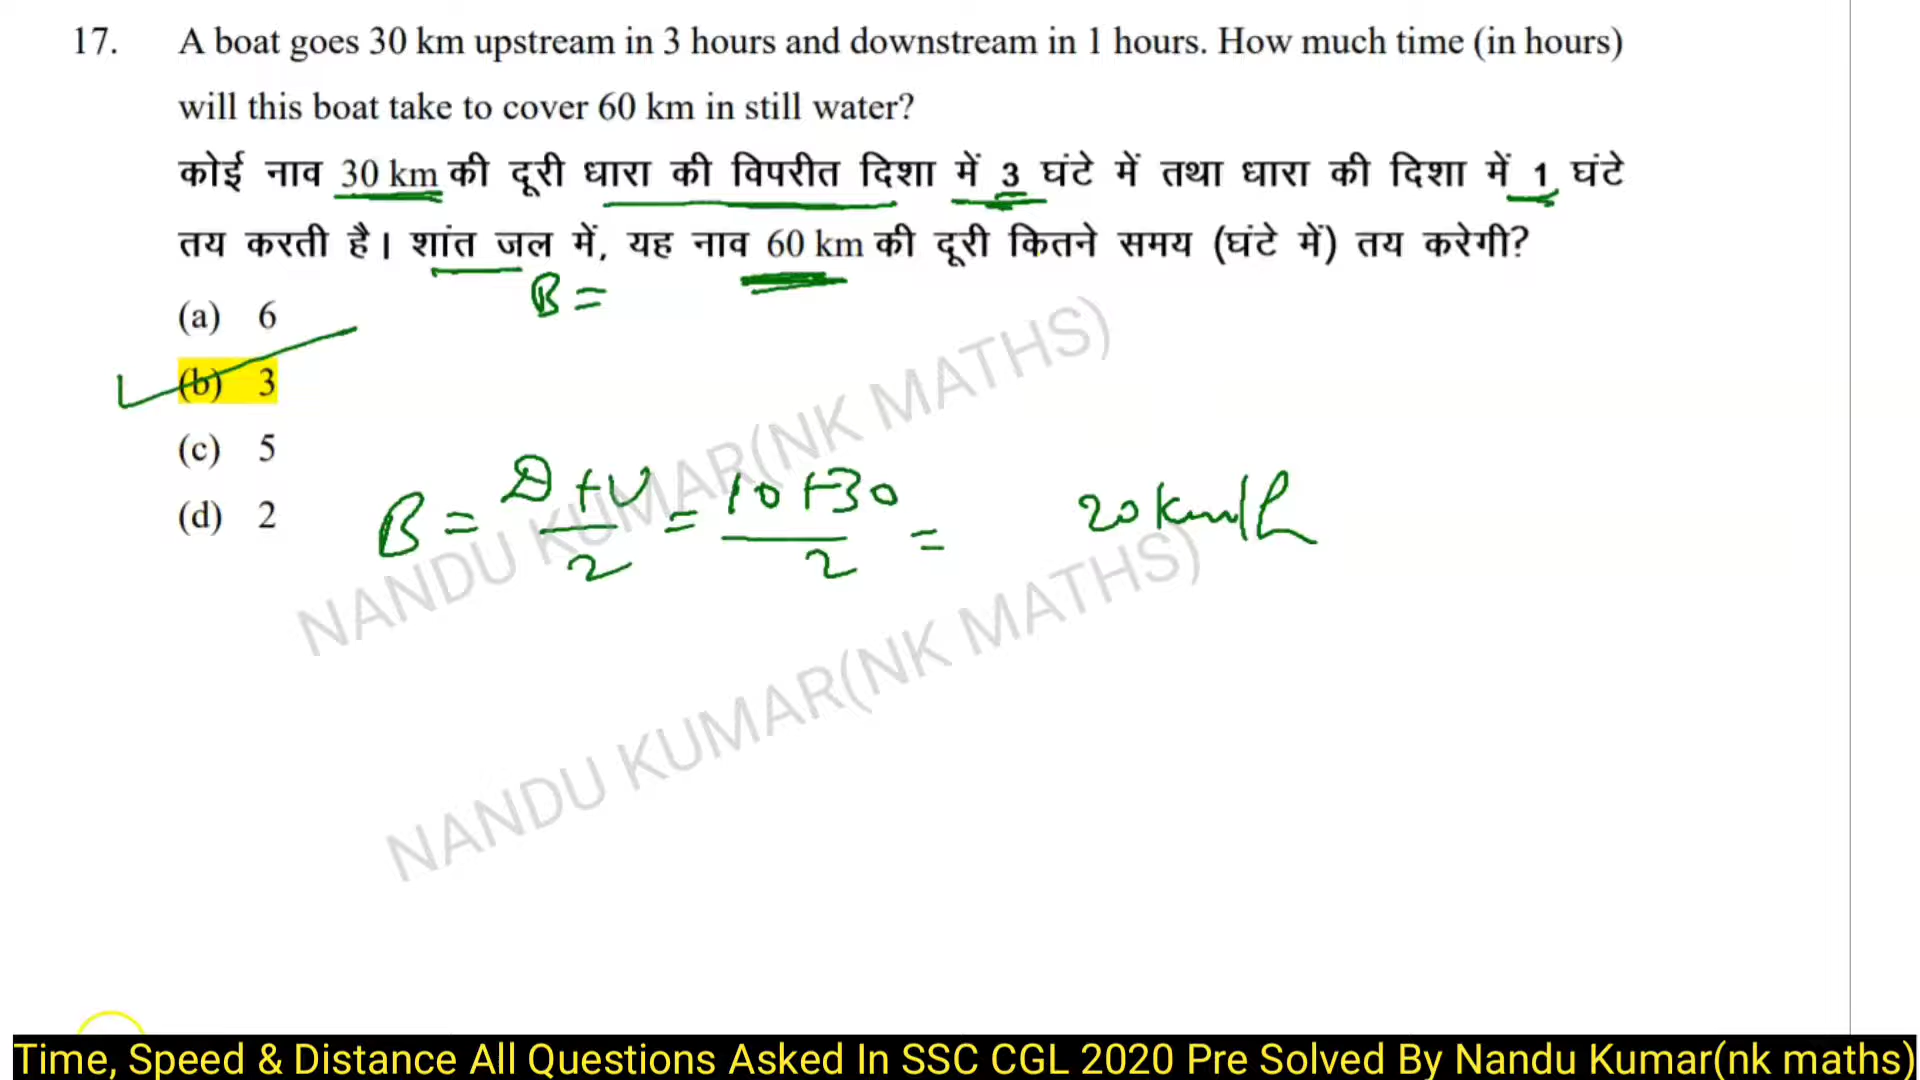 17. A boat goes 30 km upstream in 3 hours and downstream in 1 hours. How much time (in hours)
will this boat take to cover 60 km in still water?
कोई नाव 30 km की दूरी धारा की विपरीत दिशा में 3 घंटे में तथा धारा की दिशा में 1 घंटे
तय करती है। शांत जल में, यह नाव 60 km की दूरी कितने समय (घंटे में) तय करेगी?
B =
(a) 6
(b) 3
(c) 5
(d) 2
B = D+U/2 = 10+30/2 = 20 km/h
NANDU KUMAR(NK MATHS)
NANDU KUMAR(NK MATHS)
Time, Speed & Distance All Questions Asked In SSC CGL 2020 Pre Solved By Nandu Kumar(nk maths)